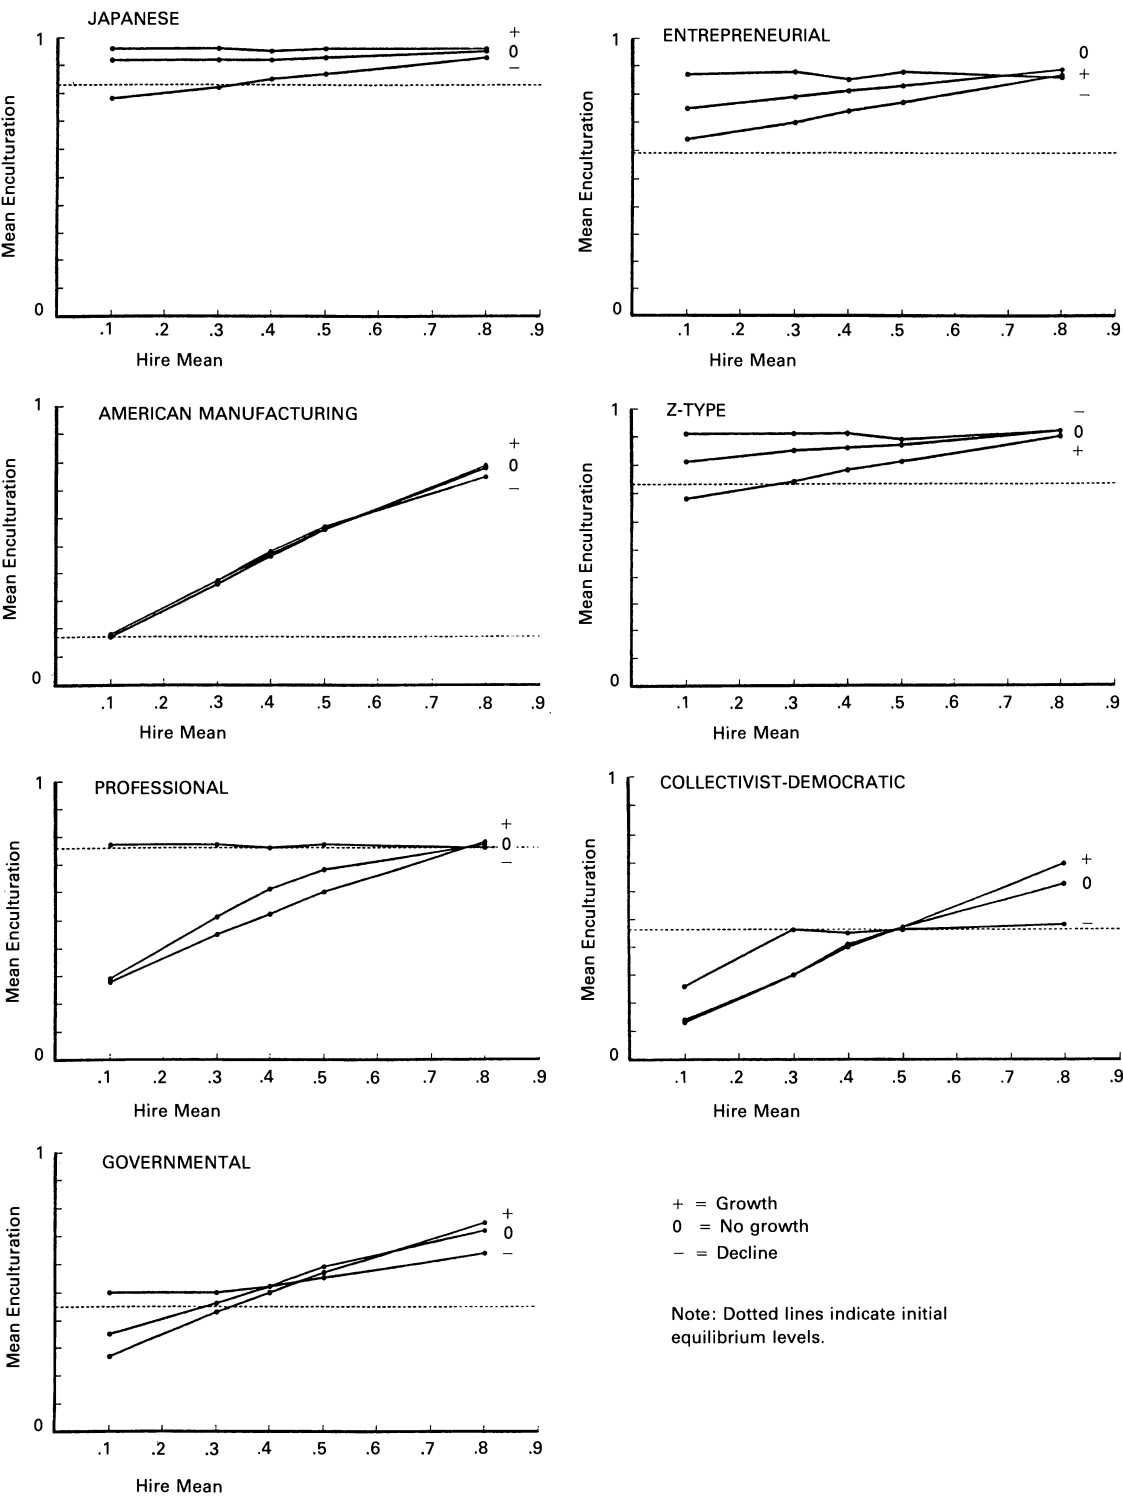 JAPANESE
1
+
0
−
Mean Enculturation
0
.1 .2 .3 .4 .5 .6 .7 .8 .9
Hire Mean
ENTREPRENEURIAL
1
0
+
−
Mean Enculturation
0
.1 .2 .3 .4 .5 .6 .7 .8 .9
Hire Mean
AMERICAN MANUFACTURING
1
+
0
−
Mean Enculturation
0
.1 .2 .3 .4 .5 .6 .7 .8 .9
Hire Mean
Z-TYPE
1
−
0
+
Mean Enculturation
0
.1 .2 .3 .4 .5 .6 .7 .8 .9
Hire Mean
PROFESSIONAL
1
+
0
−
Mean Enculturation
0
.1 .2 .3 .4 .5 .6 .7 .8 .9
Hire Mean
COLLECTIVIST-DEMOCRATIC
1
+
0
−
Mean Enculturation
0
.1 .2 .3 .4 .5 .6 .7 .8 .9
Hire Mean
GOVERNMENTAL
1
+
0
−
Mean Enculturation
0
.1 .2 .3 .4 .5 .6 .7 .8 .9
Hire Mean
+ = Growth
0 = No growth
− = Decline
Note: Dotted lines indicate initial
equilibrium levels.